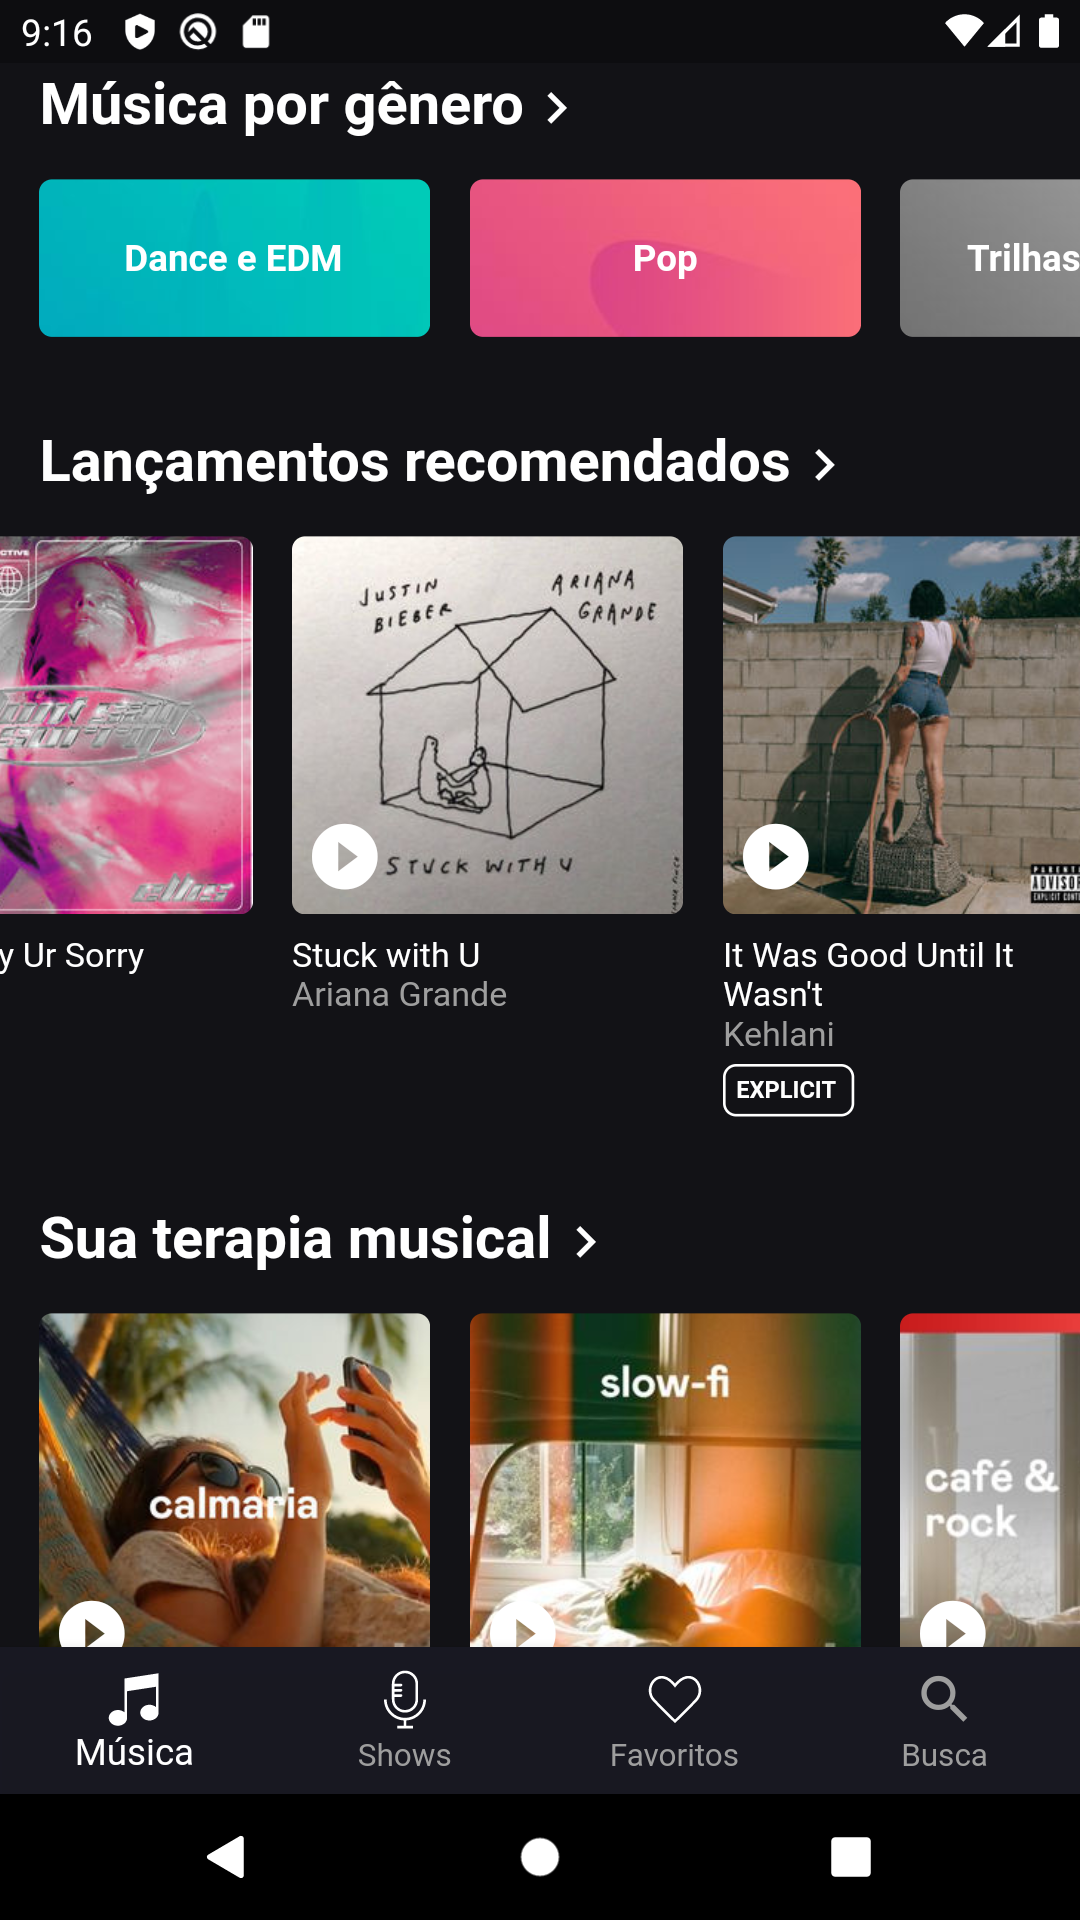 9:16
Música por gênero
Dance e EDM
Pop
Trilhas
Lançamentos recomendados
JUSTIN
BIEBER
ARIANA
GRANDE
STUCK WITH U
y Ur Sorry
Stuck with U
Ariana Grande
It Was Good Until It
Wasn't
Kehlani
EXPLICIT
Sua terapia musical
calmaria
slow-fi
café &
rock
Música
Shows
Favoritos
Busca